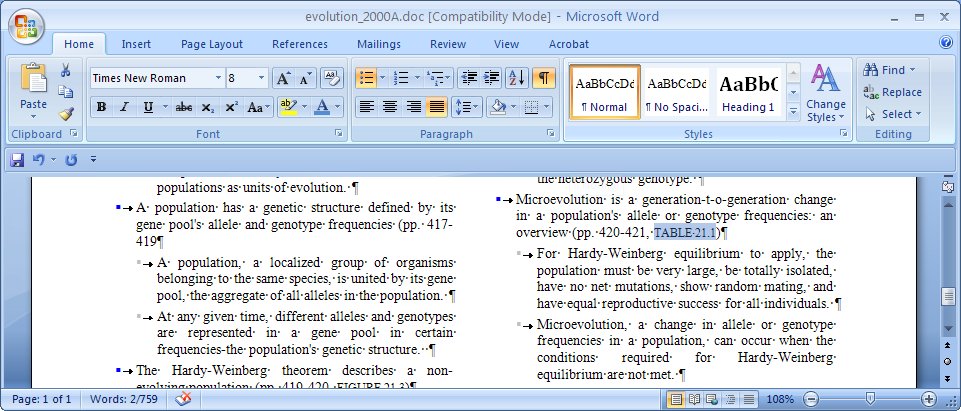 evolution_2000A.doc [Compatibility Mode] - Microsoft Word
Home Insert Page Layout References Mailings Review View Acrobat
Times New Roman 8
Paste
B I U abc x₂ x² Aa
AaBbCcDd AaBbCcDd AaBbC
¶ Normal ¶ No Spaci... Heading 1
Change Styles
Find
Replace
Select
Clipboard Font Paragraph Styles Editing
populations as units of evolution. ¶
A population has a genetic structure defined by its
gene pool's allele and genotype frequencies (pp. 417-
419¶
A population, a localized group of organisms
belonging to the same species, is united by its gene
pool, the aggregate of all alleles in the population. ¶
At any given time, different alleles and genotypes
are represented in a gene pool in certain
frequencies-the population's genetic structure. ¶
The Hardy-Weinberg theorem describes a non-
evolving population (pp. 419-420, FIGURE 21.3)¶
the heterozygous genotype. ¶
Microevolution is a generation-t-o-generation change
in a population's allele or genotype frequencies: an
overview (pp. 420-421, TABLE 21.1)¶
For Hardy-Weinberg equilibrium to apply, the
population must be very large, be totally isolated,
have no net mutations, show random mating, and
have equal reproductive success for all individuals. ¶
Microevolution, a change in allele or genotype
frequencies in a population, can occur when the
conditions required for Hardy-Weinberg
equilibrium are not met. ¶
Page: 1 of 1 Words: 2/759 108%